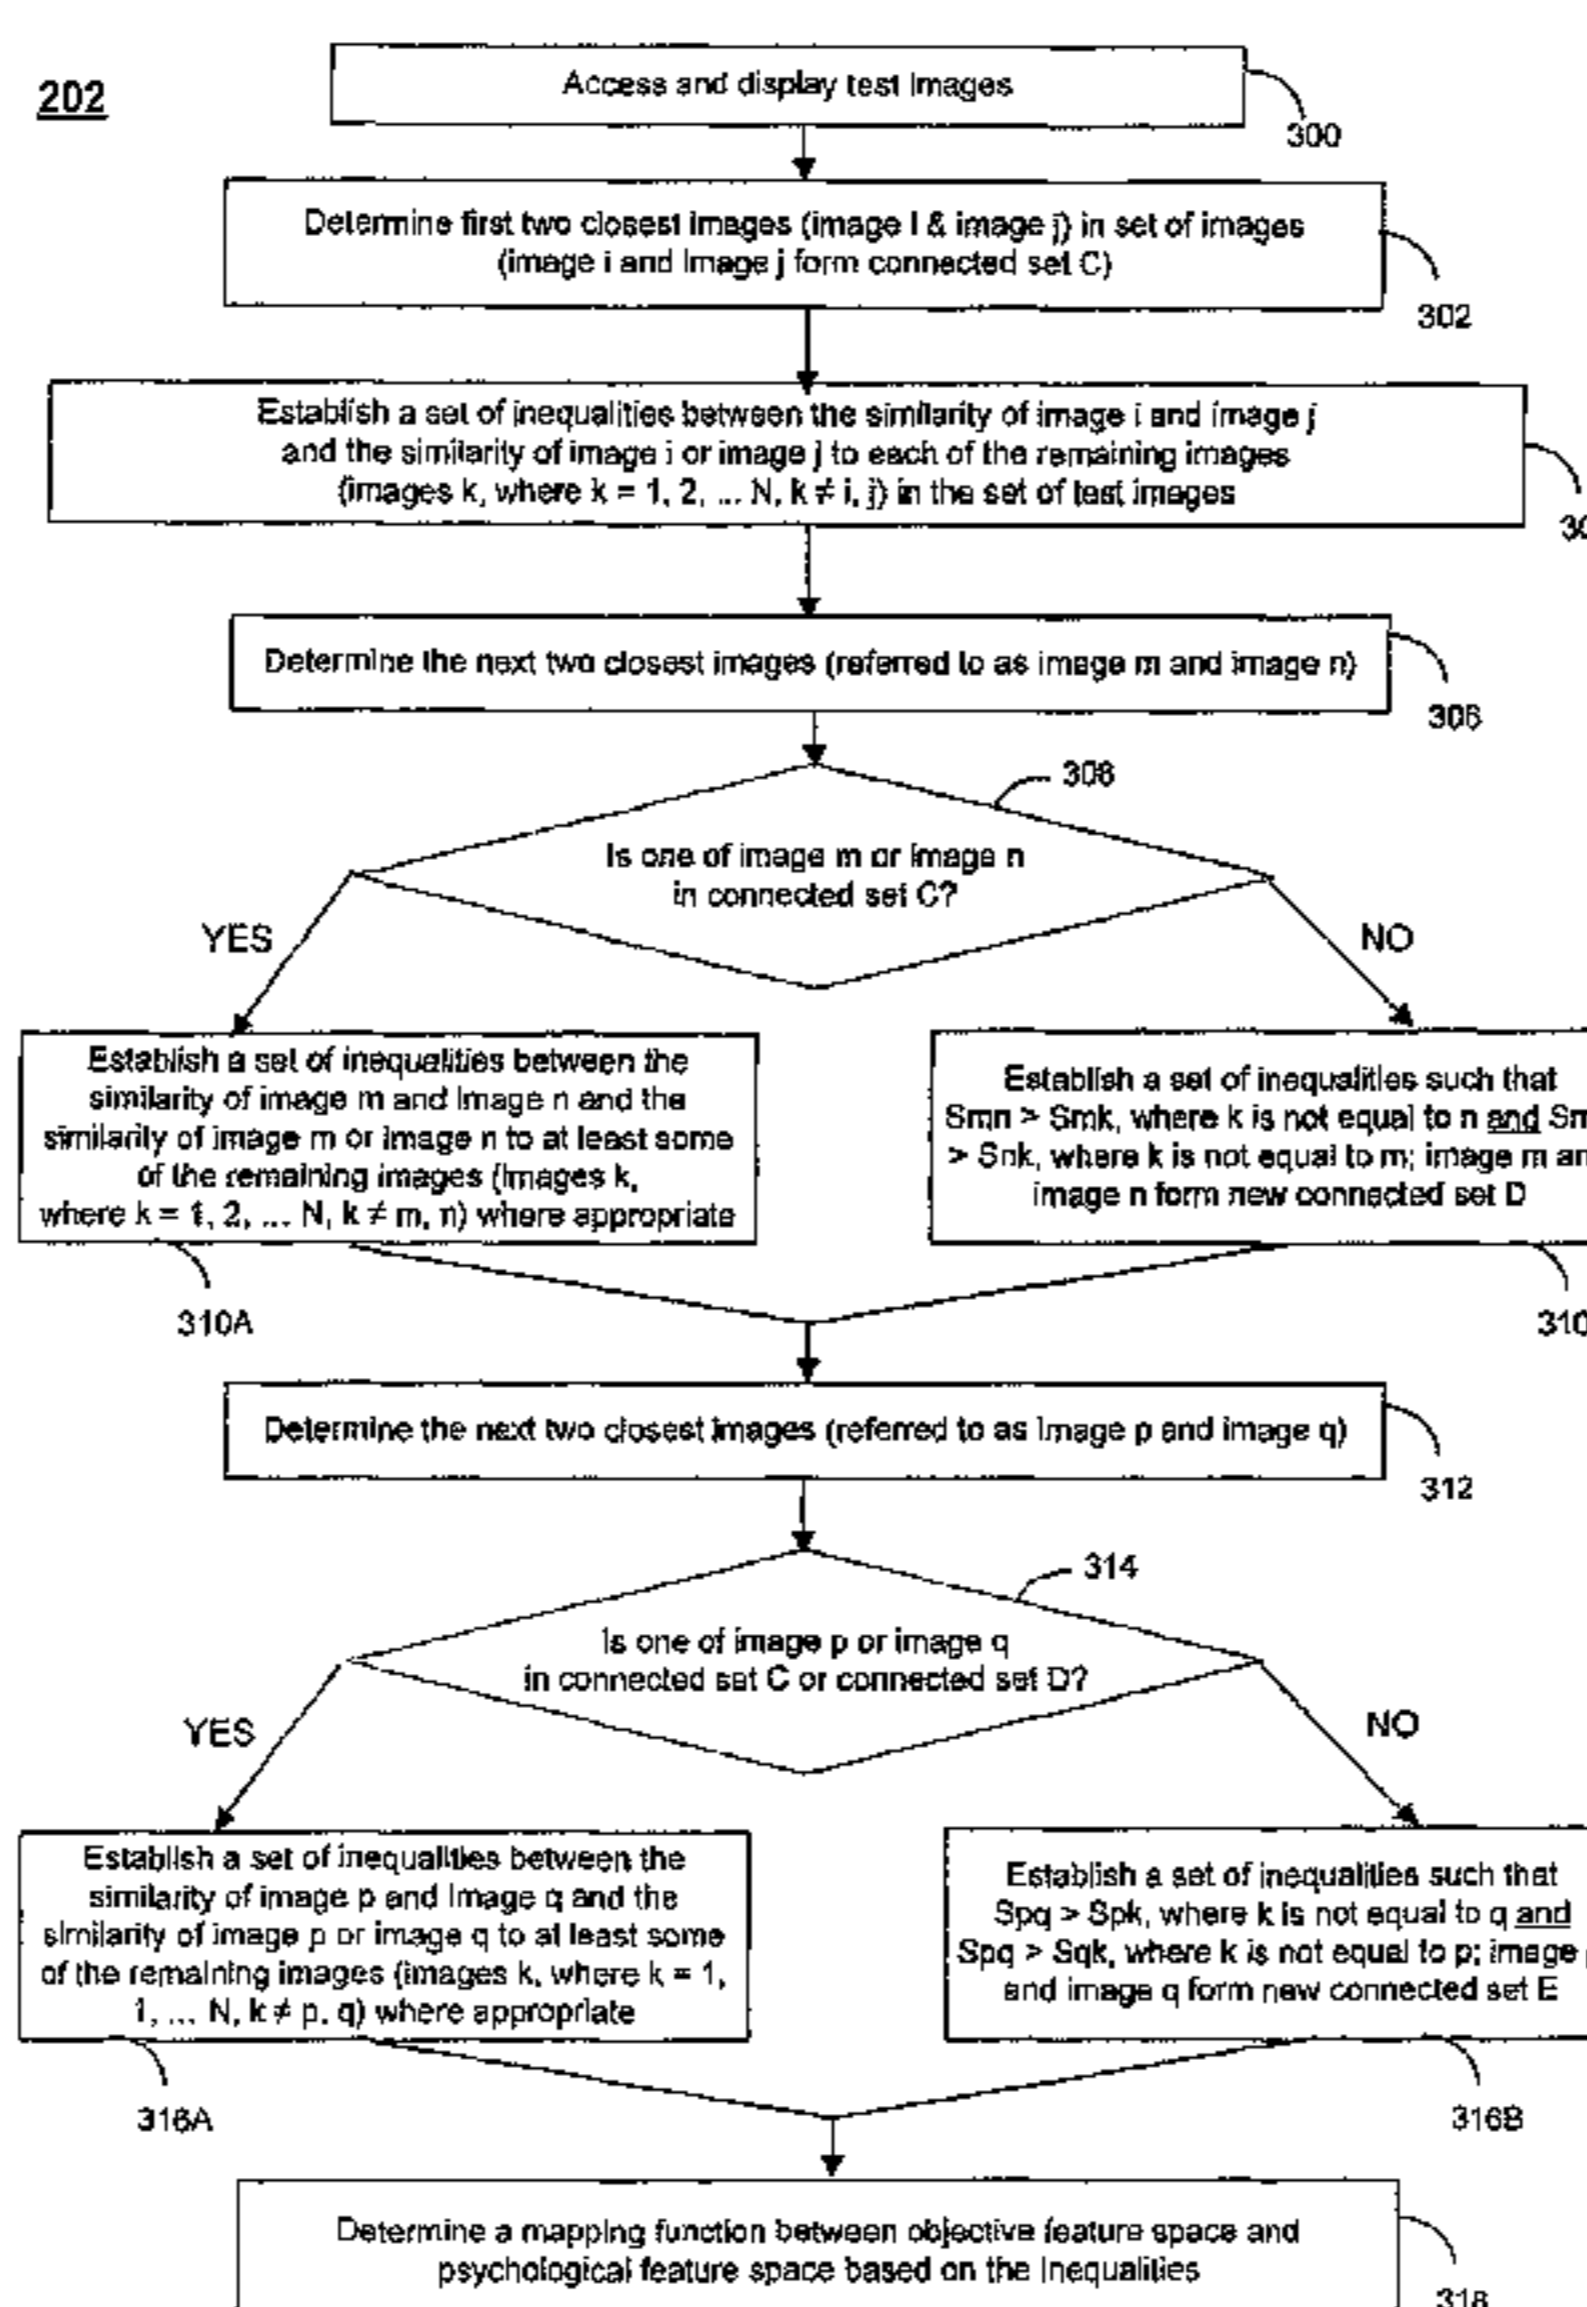 202
Access and display test images
300
Determine first two closest images (image i & image j) in set of images
(image i and image j form connected set C)
302
Establish a set of inequalities between the similarity of image i and image j
and the similarity of image i or image j to each of the remaining images
(images k, where k = 1, 2, ... N, k ≠ i, j) in the set of test images
30
Determine the next two closest images (referred to as image m and image n)
306
308
Is one of image m or image n
in connected set C?
YES
NO
Establish a set of inequalities between the
similarity of image m and image n and the
similarity of image m or image n to at least some
of the remaining images (images k,
where k = 1, 2, ... N, k ≠ m, n) where appropriate
310A
Establish a set of inequalities such that
Smn > Smk, where k is not equal to n and Sm
> Snk, where k is not equal to m; image m an
image n form new connected set D
310
Determine the next two closest images (referred to as image p and image q)
312
314
Is one of image p or image q
in connected set C or connected set D?
YES
NO
Establish a set of inequalities between the
similarity of image p and image q and the
similarity of image p or image q to at least some
of the remaining images (images k, where k = 1,
1, ... N, k ≠ p, q) where appropriate
316A
Establish a set of inequalities such that
Spq > Spk, where k is not equal to q and
Spq > Sqk, where k is not equal to p; image
and image q form new connected set E
316B
Determine a mapping function between objective feature space and
psychological feature space based on the inequalities
318